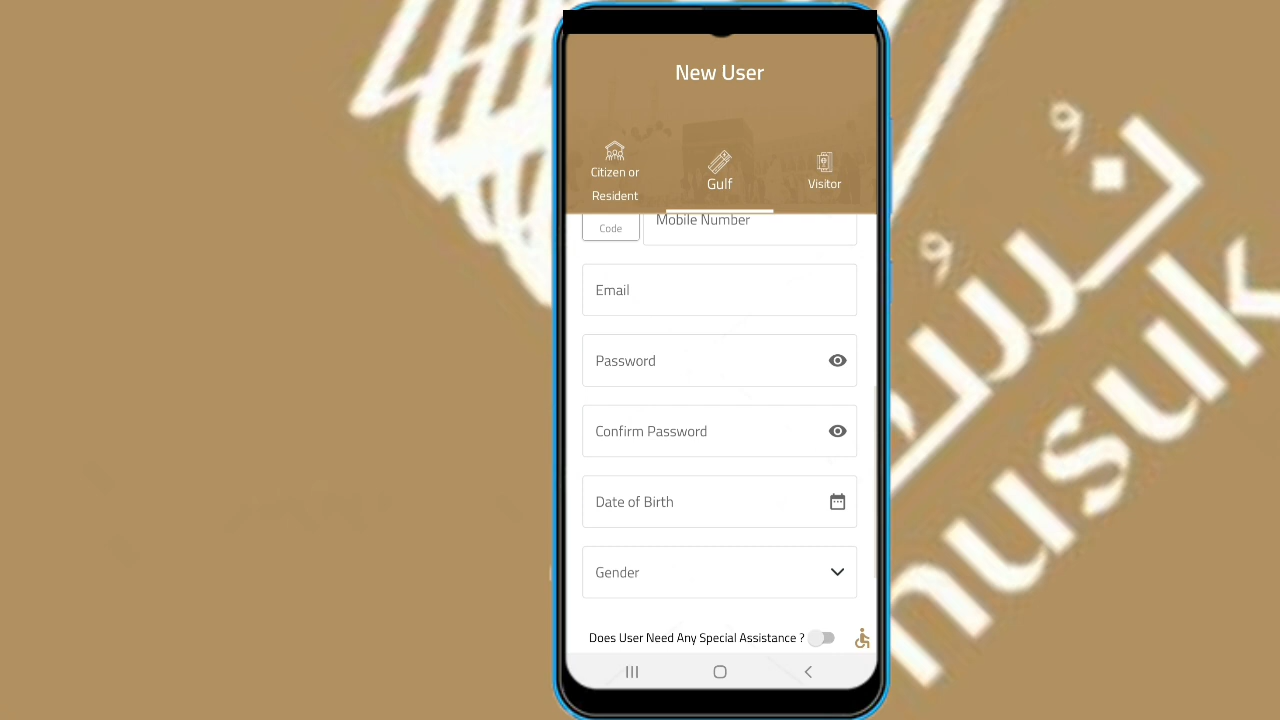 New User
Citizen or
Resident
Gulf
Visitor
Code
Mobile Number
Email
Password
Confirm Password
Date of Birth
Gender
Does User Need Any Special Assistance ?
نُسُك
nusuk